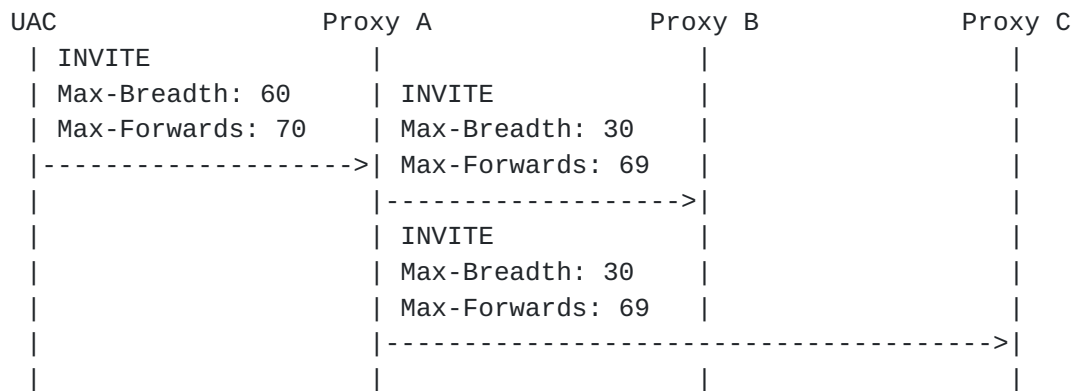 UAC Proxy A Proxy B Proxy C
INVITE
Max-Breadth: 60 INVITE
Max-Forwards: 70 Max-Breadth: 30
Max-Forwards: 69
INVITE
Max-Breadth: 30
Max-Forwards: 69